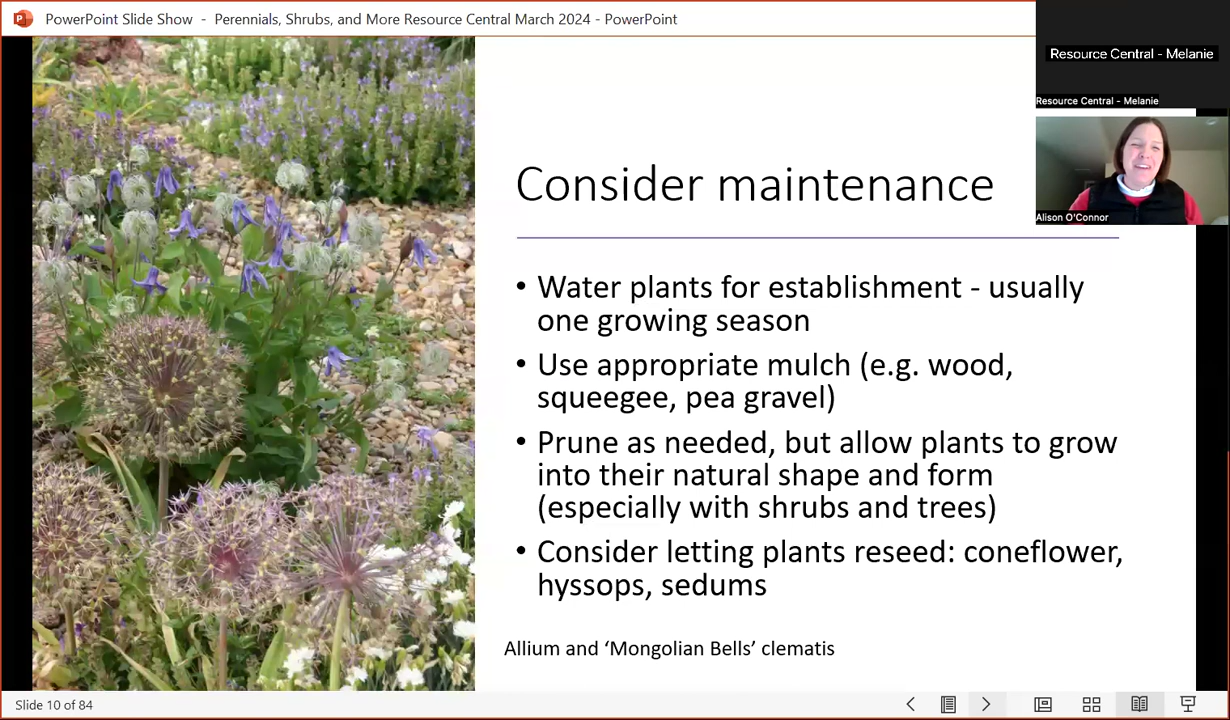 PowerPoint Slide Show - Perennials, Shrubs, and More Resource Central March 2024 - PowerPoint
Resource Central - Melanie
Resource Central - Melanie
Alison O'Connor
Consider maintenance
• Water plants for establishment - usually
one growing season
• Use appropriate mulch (e.g. wood,
squeegee, pea gravel)
• Prune as needed, but allow plants to grow
into their natural shape and form
(especially with shrubs and trees)
• Consider letting plants reseed: coneflower,
hyssops, sedums
Allium and ‘Mongolian Bells’ clematis
Slide 10 of 84